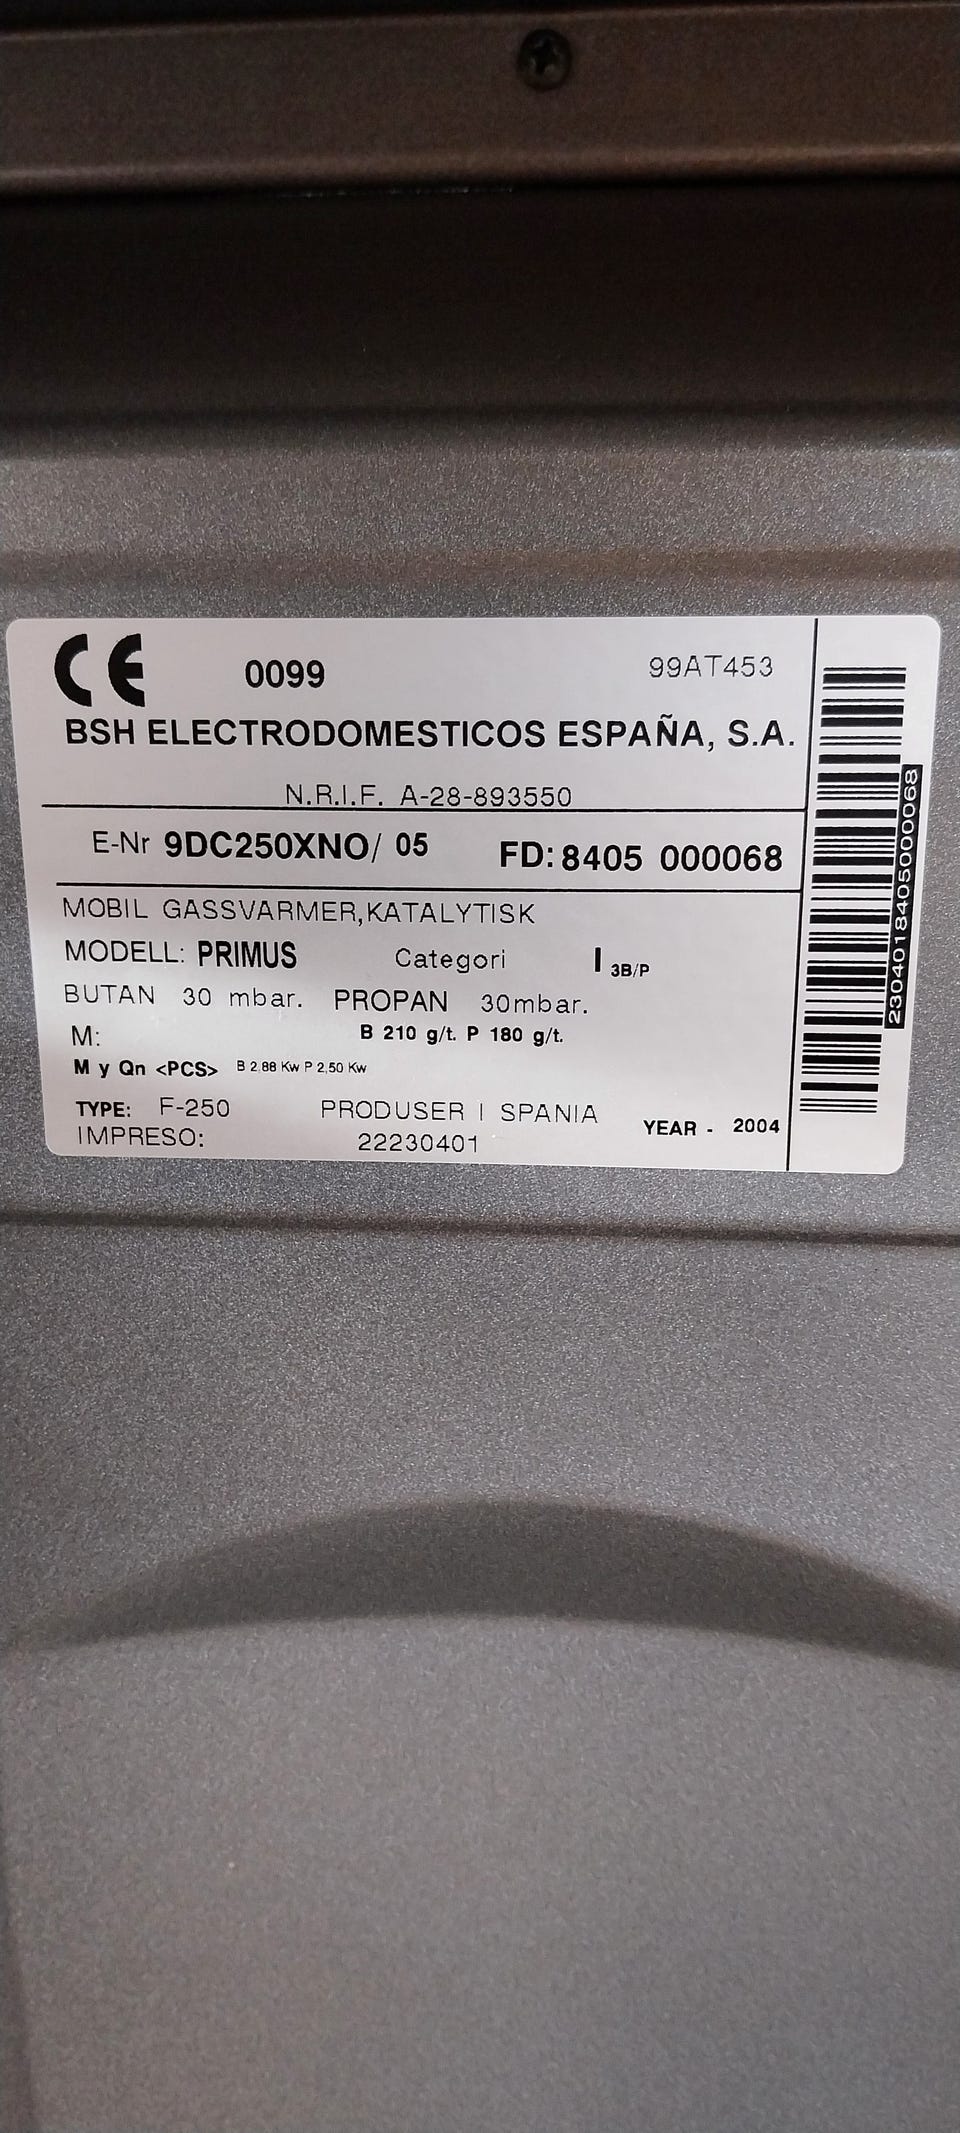 CE 0099 99AT453
BSH ELECTRODOMESTICOS ESPAÑA, S.A.
N.R.I.F. A-28-893550
E-Nr 9DC250XNO/ 05 FD: 8405 000068
MOBIL GASSVARMER,KATALYTISK
MODELL: PRIMUS Categori I 3B/P
BUTAN 30 mbar. PROPAN 30mbar.
M: B 210 g/t. P 180 g/t.
M y Qn <PCS> B 2,88 Kw P 2,50 Kw
TYPE: F-250 PRODUSER I SPANIA YEAR - 2004
IMPRESO: 22230401
230401840500006​8